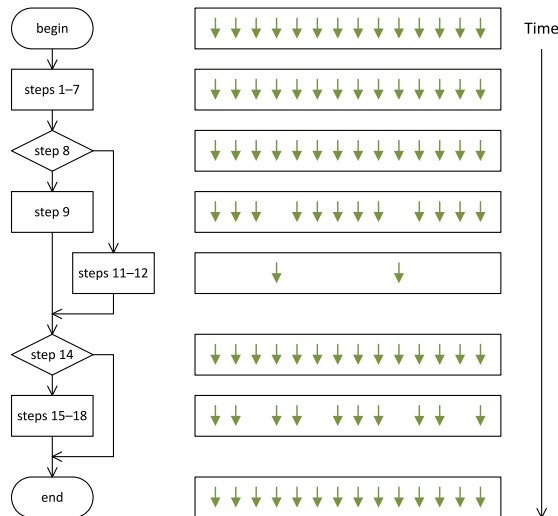 begin
Time
steps 1–7
step 8
step 9
steps 11–12
step 14
steps 15–18
end